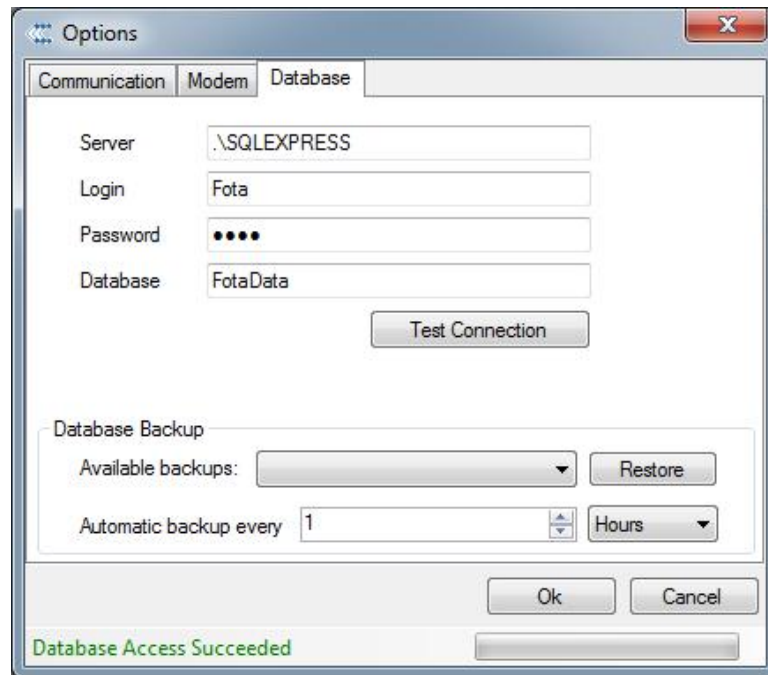 Options
Communication Modem Database
Server .\SQLEXPRESS
Login Fota
Password ●●●●
Database FotaData
Test Connection
Database Backup
Available backups: Restore
Automatic backup every 1 Hours
Ok Cancel
Database Access Succeeded